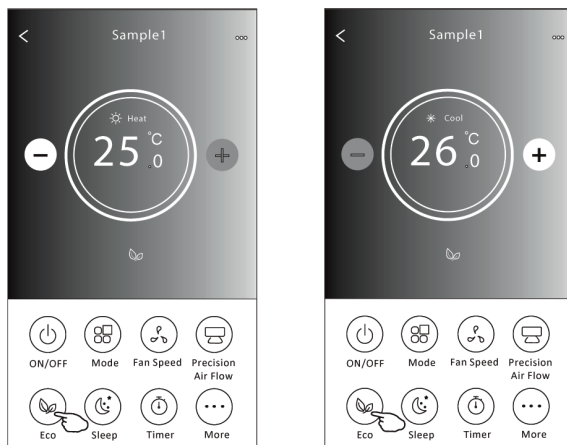 Sample1
Heat
25.0 °C
ON/OFF Mode Fan Speed Precision Air Flow
Eco Sleep Timer More
Sample1
Cool
26.0 °C
ON/OFF Mode Fan Speed Precision Air Flow
Eco Sleep Timer More